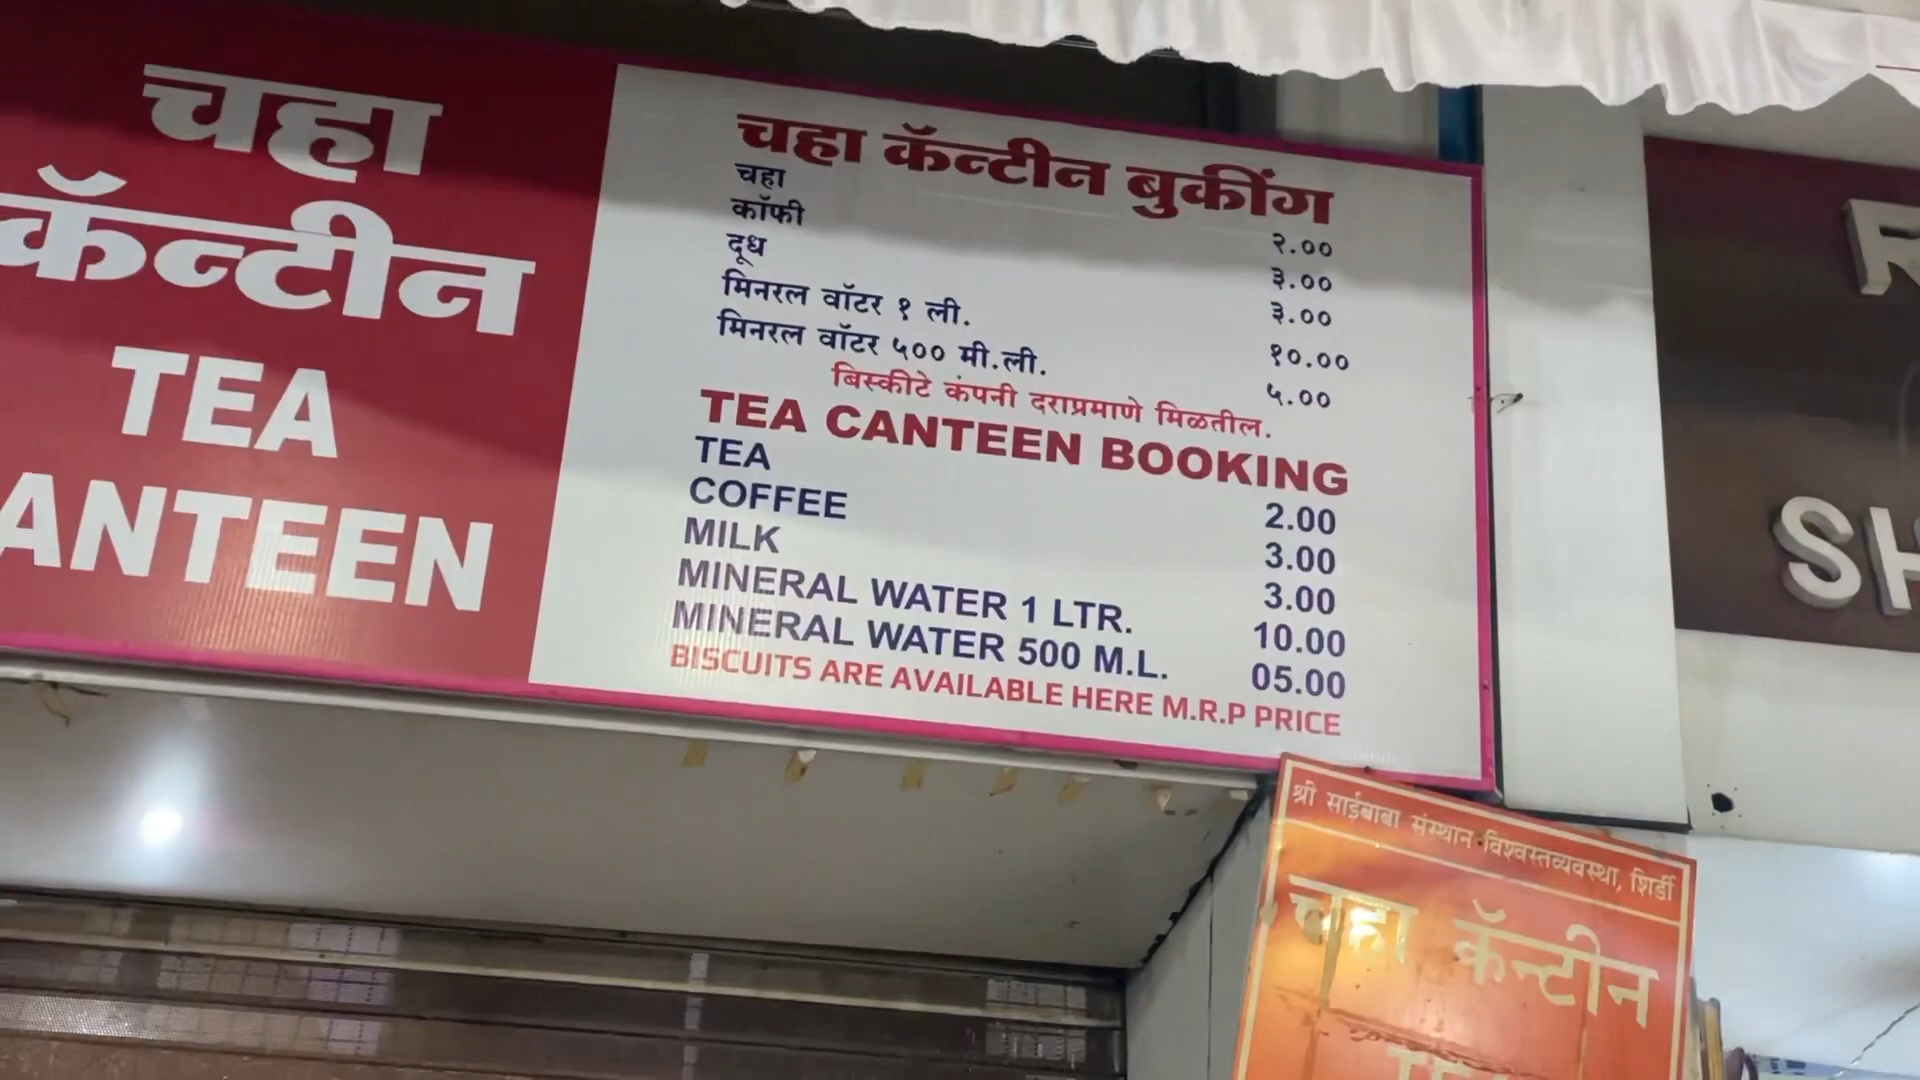 चहा
कॅन्टीन
TEA
ANTEEN
चहा कॅन्टीन बुकींग
चहा २.००
कॉफी ३.००
दूध ३.००
मिनरल वॉटर १ ली. १०.००
मिनरल वॉटर ५०० मी.ली. ५.००
बिस्कीटे कंपनी दराप्रमाणे मिळतील.
TEA CANTEEN BOOKING
TEA 2.00
COFFEE 3.00
MILK 3.00
MINERAL WATER 1 LTR. 10.00
MINERAL WATER 500 M.L. 05.00
BISCUITS ARE AVAILABLE HERE M.R.P PRICE
श्री साईबाबा संस्थान विश्वस्तव्यवस्था, शिर्डी
चहा कॅन्टीन
SH